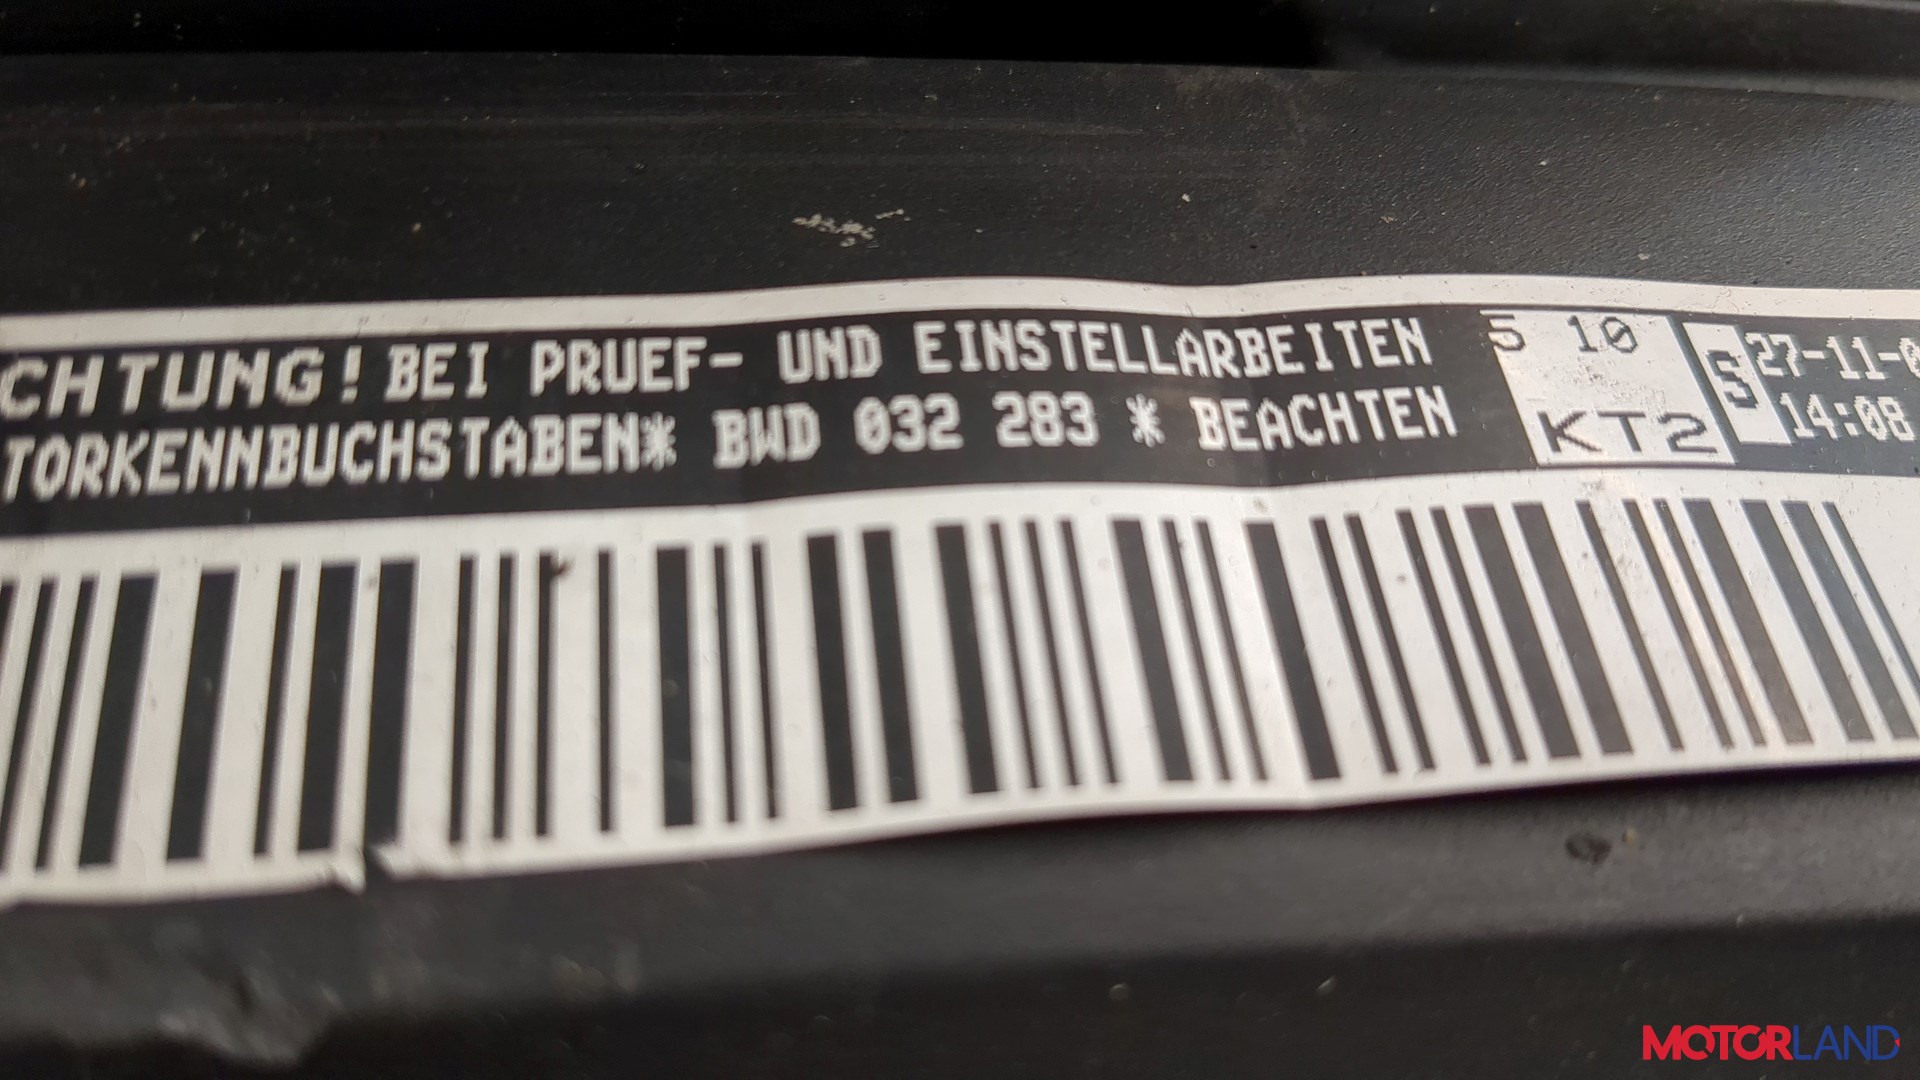 CHTUNG! BEI PRUEF- UND EINSTELLARBEITEN
TORKENNBUCHSTABEN* BWD 032 283 * BEACHTEN
5 10
KT2
S
27-11-0
14:08
MOTORLAND